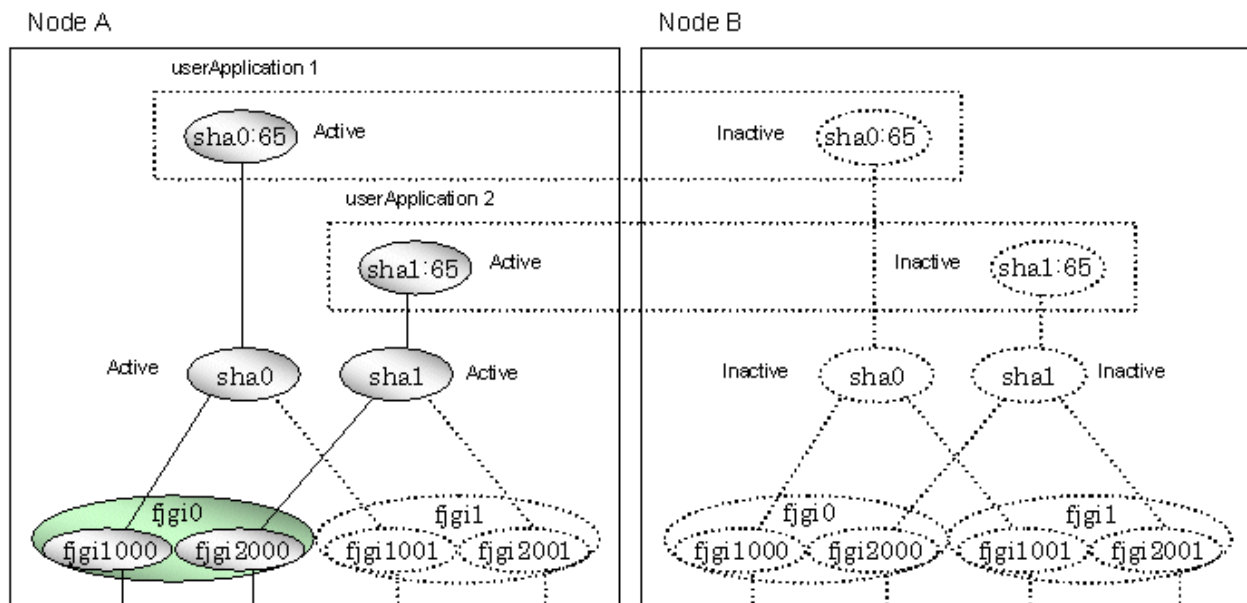 Node A
Node B
userApplication 1
sha0:65
Active
Inactive
sha0:65
userApplication 2
sha1:65
Active
Inactive
sha1:65
Active
sha0
sha1
Active
Inactive
sha0
sha1
Inactive
fjgi0
fjgi1
fjgi0
fjgi1
fjgi1000
fjgi2000
fjgi1001
fjgi2001
fjgi1000
fjgi2000
fjgi1001
fjgi2001